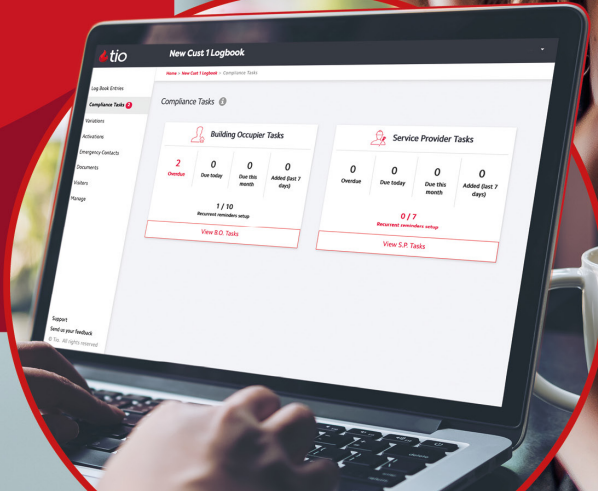 tio
New Cust 1 Logbook
Home > New Cust 1 Logbook > Compliance Tasks
Log Book Entries
Compliance Tasks
Variations
Activations
Emergency Contacts
Documents
Visitors
Manage
Support
Send us your feedback
© Tio. All rights reserved
Compliance Tasks
Building Occupier Tasks
2 0 0 0
Overdue Due today Due this month Added (last 7 days)
1 / 10
Recurrent reminders setup
View B.O. Tasks
Service Provider Tasks
0 0 0 0
Overdue Due today Due this month Added (last 7 days)
0 / 7
Recurrent reminders setup
View S.P. Tasks